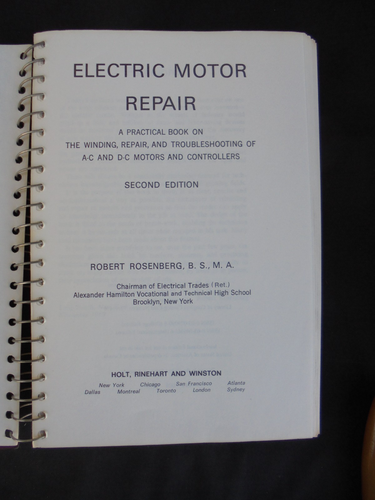 ELECTRIC MOTOR
REPAIR
A PRACTICAL BOOK ON
THE WINDING, REPAIR, AND TROUBLESHOOTING OF
A-C AND D-C MOTORS AND CONTROLLERS
SECOND EDITION
ROBERT ROSENBERG, B. S., M. A.
Chairman of Electrical Trades (Ret.)
Alexander Hamilton Vocational and Technical High School
Brooklyn, New York
HOLT, RINEHART AND WINSTON
New York Chicago San Francisco Atlanta
Dallas Montreal Toronto London Sydney